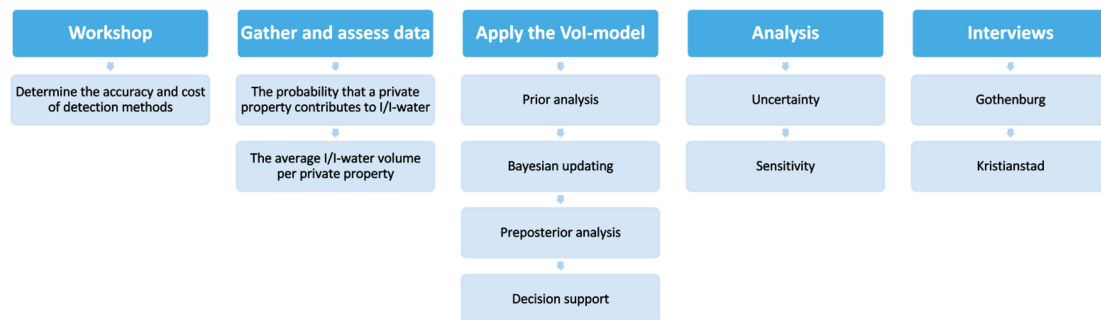 Workshop
Determine the accuracy and cost
of detection methods
Gather and assess data
The probability that a private
property contributes to I/I-water
The average I/I-water volume
per private property
Apply the VoI-model
Prior analysis
Bayesian updating
Preposterior analysis
Decision support
Analysis
Uncertainty
Sensitivity
Interviews
Gothenburg
Kristianstad